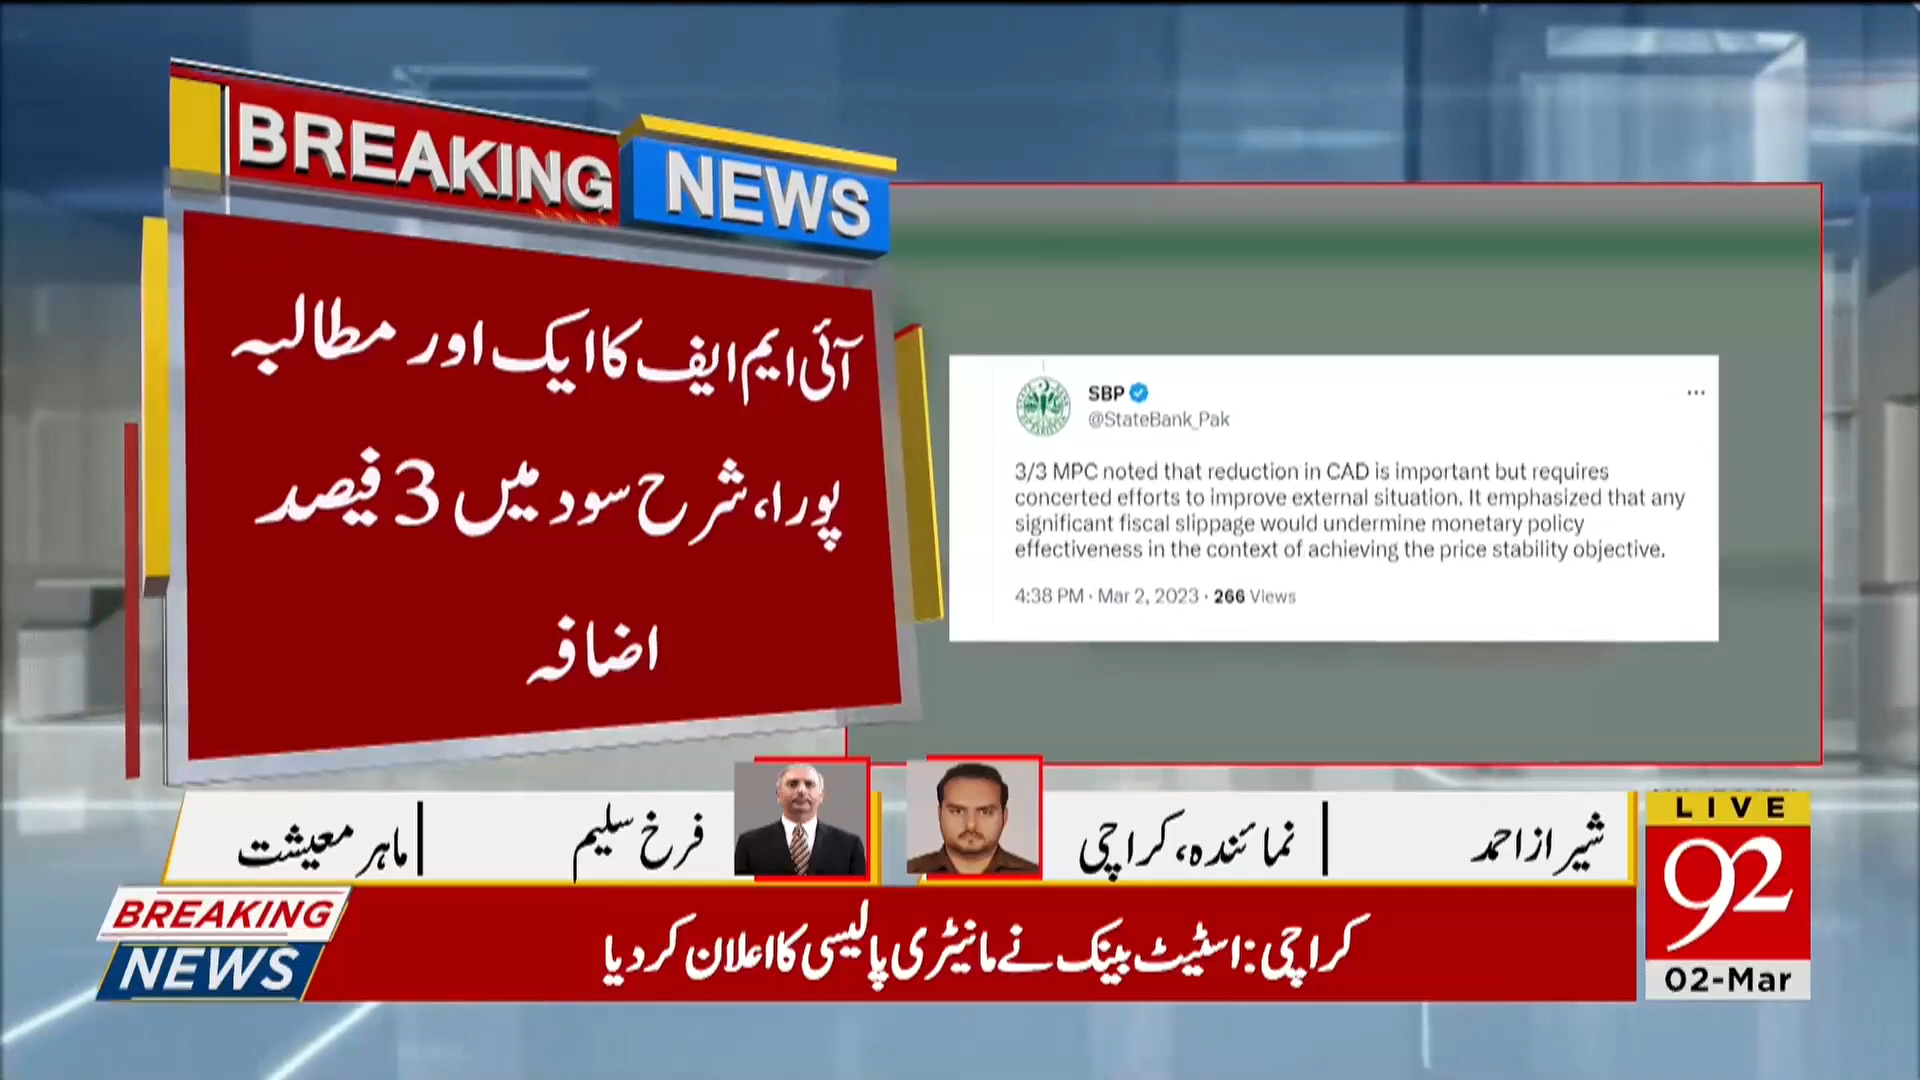 BREAKING NEWS
آئی ایم ایف کا ایک اور مطالبہ
پورا، شرح سود میں 3 فیصد
اضافہ
SBP
@StateBank_Pak
3/3 MPC noted that reduction in CAD is important but requires
concerted efforts to improve external situation. It emphasized that any
significant fiscal slippage would undermine monetary policy
effectiveness in the context of achieving the price stability objective.
4:38 PM · Mar 2, 2023 · 266 Views
شیراز احمد | نمائندہ، کراچی
فرخ سلیم | ماہر معیشت
LIVE
92
02-Mar
BREAKING
NEWS
کراچی: اسٹیٹ بینک نے مانیٹری پالیسی کا اعلان کر دیا